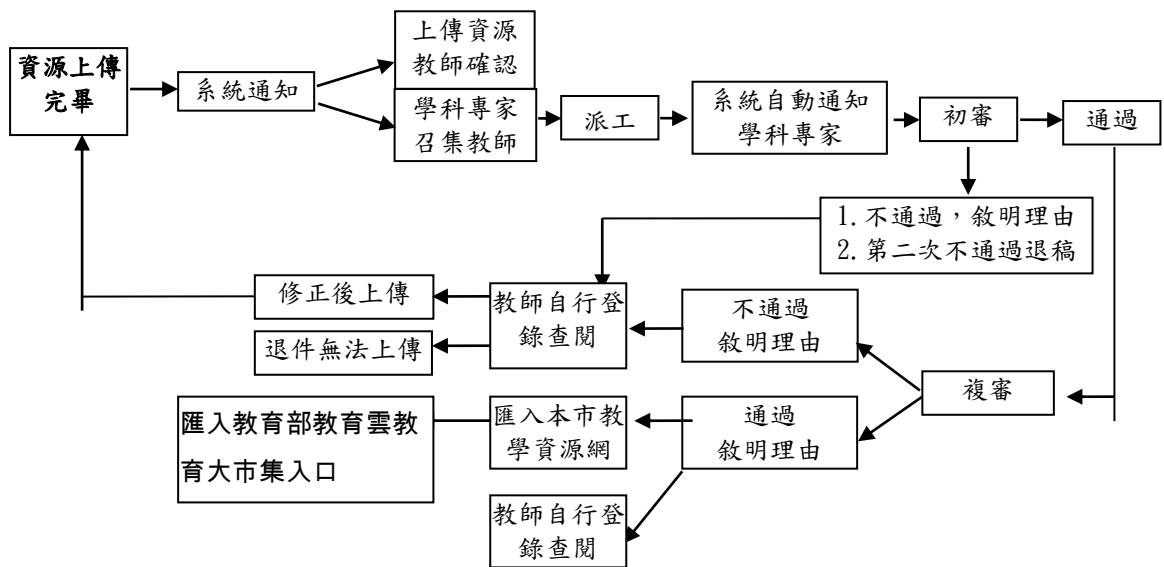 資源上傳
完畢
系統通知
上傳資源
教師確認
學科專家
召集教師
派工
系統自動通知
學科專家
初審
通過
1.不通過，敘明理由
2.第二次不通過退稿
修正後上傳
退件無法上傳
教師自行登
錄查閱
不通過
敘明理由
複審
匯入教育部教育雲教
育大市集入口
匯入本市教
學資源網
通過
敘明理由
教師自行登
錄查閱